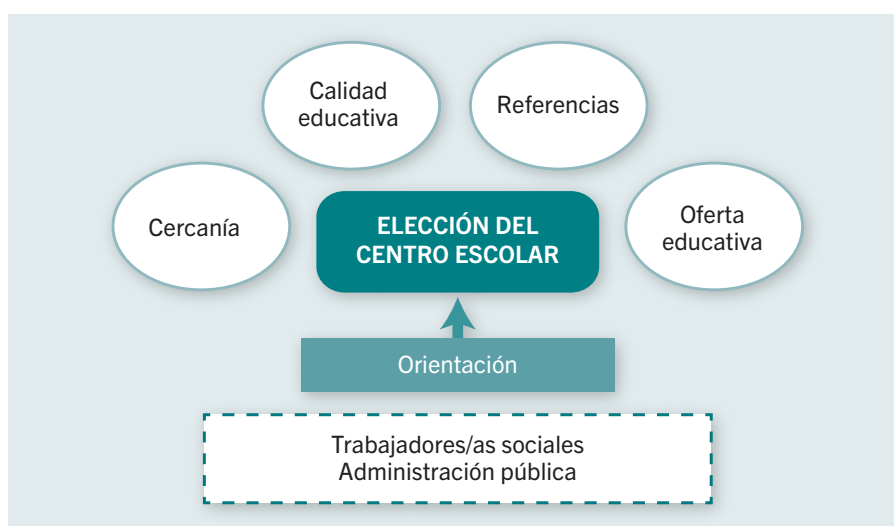 Calidad
educativa
Referencias
Cercanía
ELECCIÓN DEL
CENTRO ESCOLAR
Oferta
educativa
Orientación
Trabajadores/as sociales
Administración pública